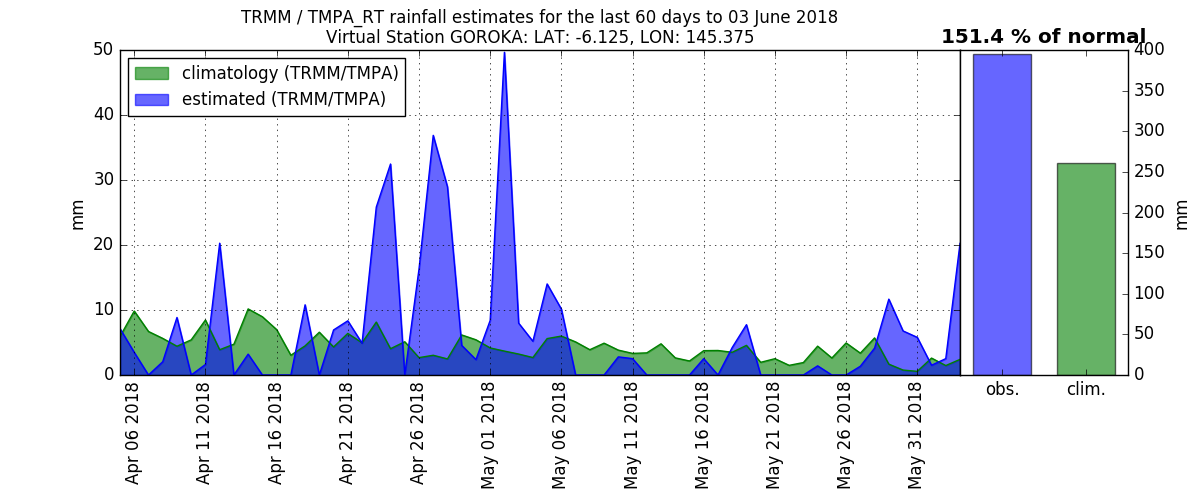 TRMM / TMPA_RT rainfall estimates for the last 60 days to 03 June 2018
Virtual Station GOROKA: LAT: -6.125, LON: 145.375
151.4 % of normal
climatology (TRMM/TMPA)
estimated (TRMM/TMPA)
50
40
30
20
10
0
mm
400
350
300
250
200
150
100
50
0
mm
obs.
clim.
Apr 06 2018
Apr 11 2018
Apr 16 2018
Apr 21 2018
Apr 26 2018
May 01 2018
May 06 2018
May 11 2018
May 16 2018
May 21 2018
May 26 2018
May 31 2018